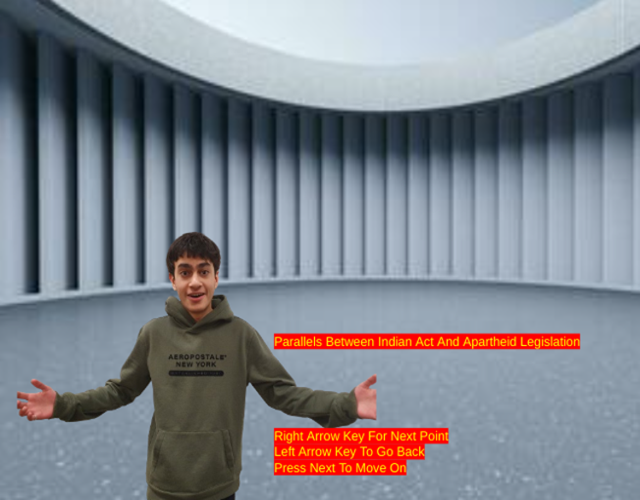 AEROPOSTALE
NEW YORK
Parallels Between Indian Act And Apartheid Legislation
Right Arrow Key For Next Point
Left Arrow Key To Go Back
Press Next To Move On